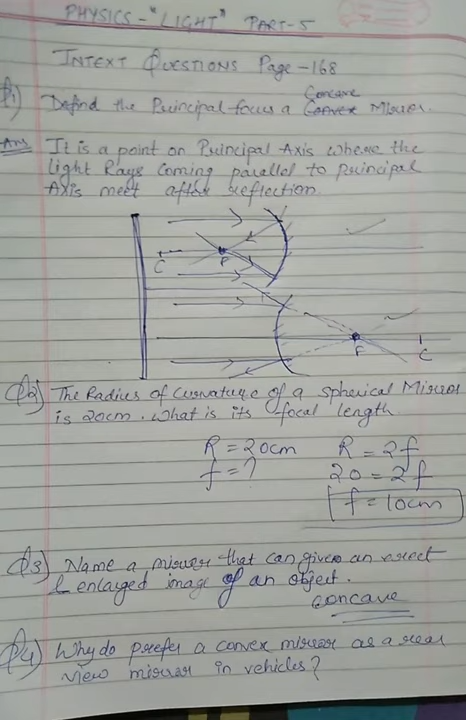 PHYSICS - "LIGHT" PART-5
INTEXT QUESTIONS Page - 168
Q1) Defind the Principal focus a Concave Mirror.
Ans It is a point on Principal Axis where the
light Rays coming parallel to principal
Axis meet after reflection.
C F
F C
Q2) The Radius of Curvature of a spherical Mirror
is 20cm. What is its focal length.
R = 20cm R = 2f
f = ? 20 = 2f
f = 10cm
Q3) Name a mirror that can given an erect
& enlarged imagi of an object.
concave
Q4) Why do prefer a convex mirror as a rear
view mirror in vehicles?